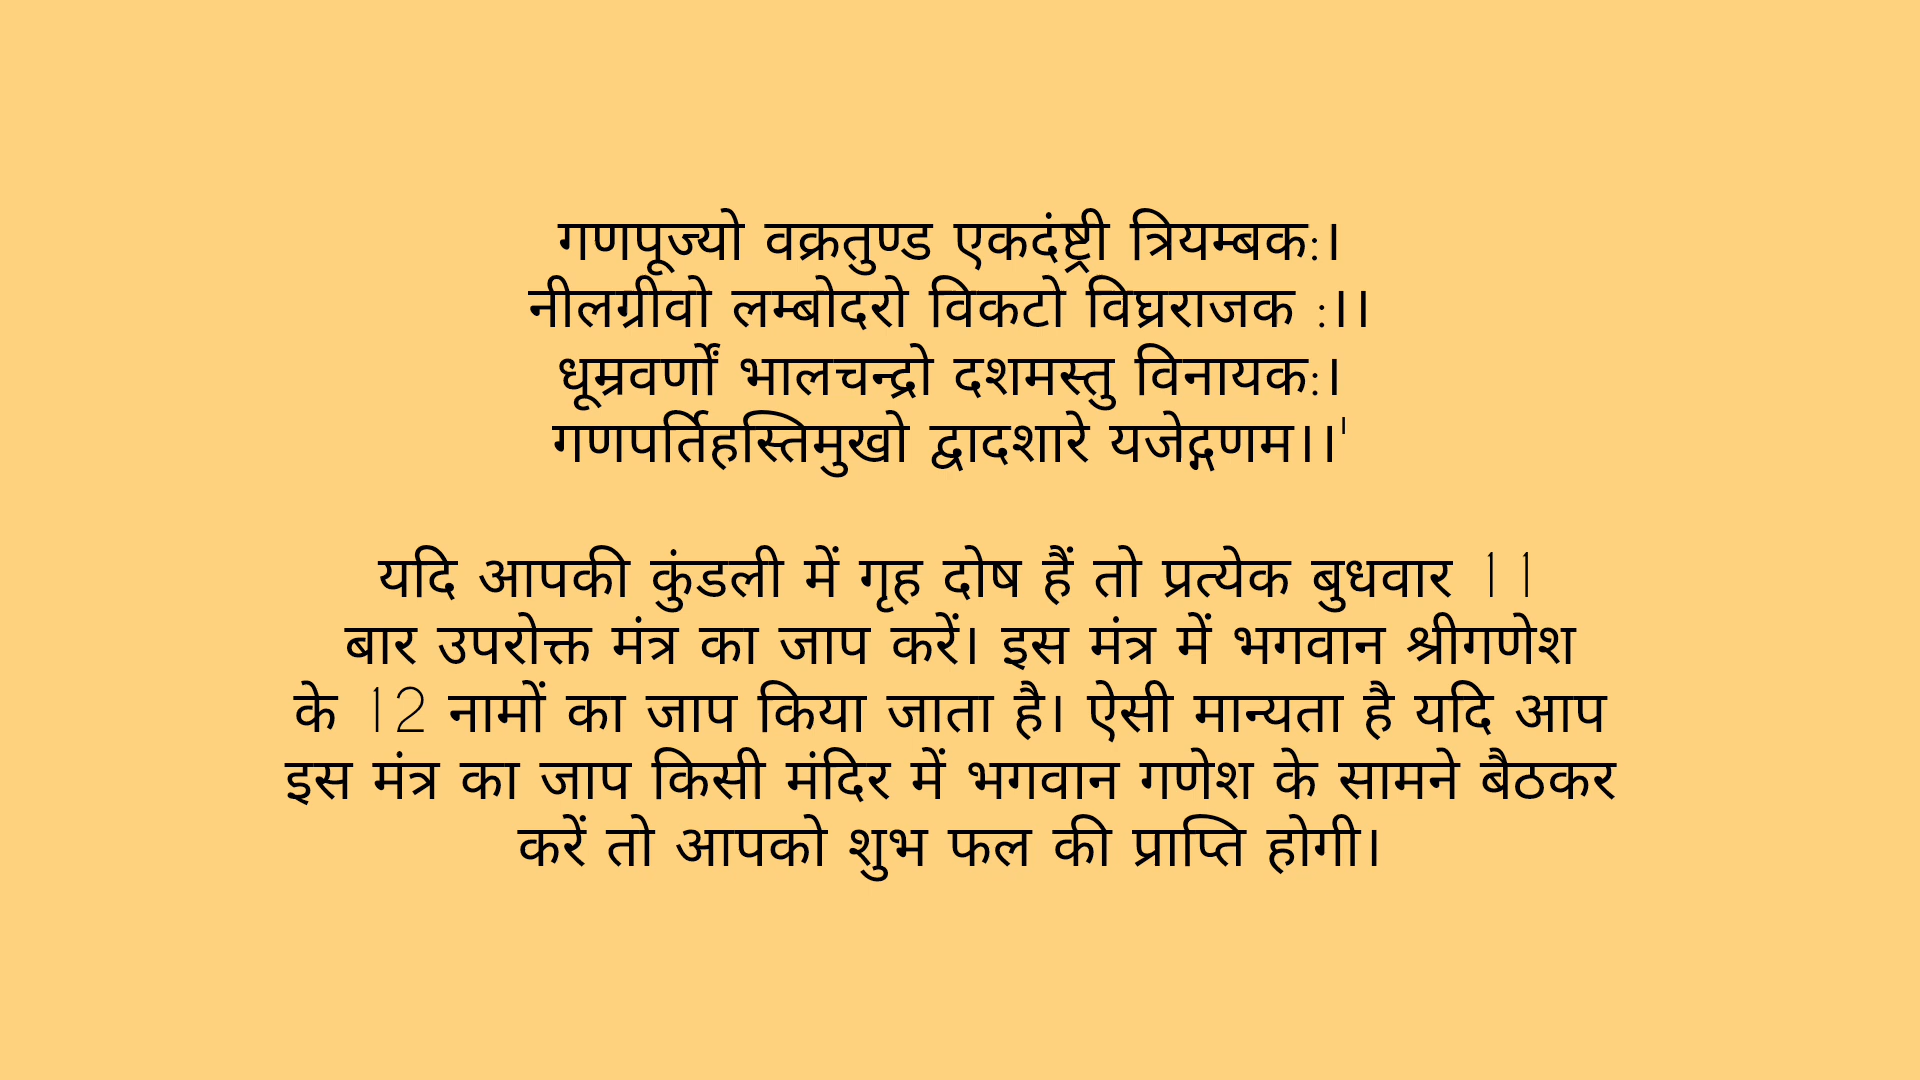 गणपूज्यो वक्रतुण्ड एकदंष्ट्री त्रियम्बक:।
नीलग्रीवो लम्बोदरो विकटो विघ्रराजक :।।
धूम्रवर्णों भालचन्द्रो दशमस्तु विनायक:।
गणपर्तिहस्तिमुखो द्वादशारे यजेद्गणम।।'
यदि आपकी कुंडली में गृह दोष हैं तो प्रत्येक बुधवार 11
बार उपरोक्त मंत्र का जाप करें। इस मंत्र में भगवान श्रीगणेश
के 12 नामों का जाप किया जाता है। ऐसी मान्यता है यदि आप
इस मंत्र का जाप किसी मंदिर में भगवान गणेश के सामने बैठकर
करें तो आपको शुभ फल की प्राप्ति होगी।